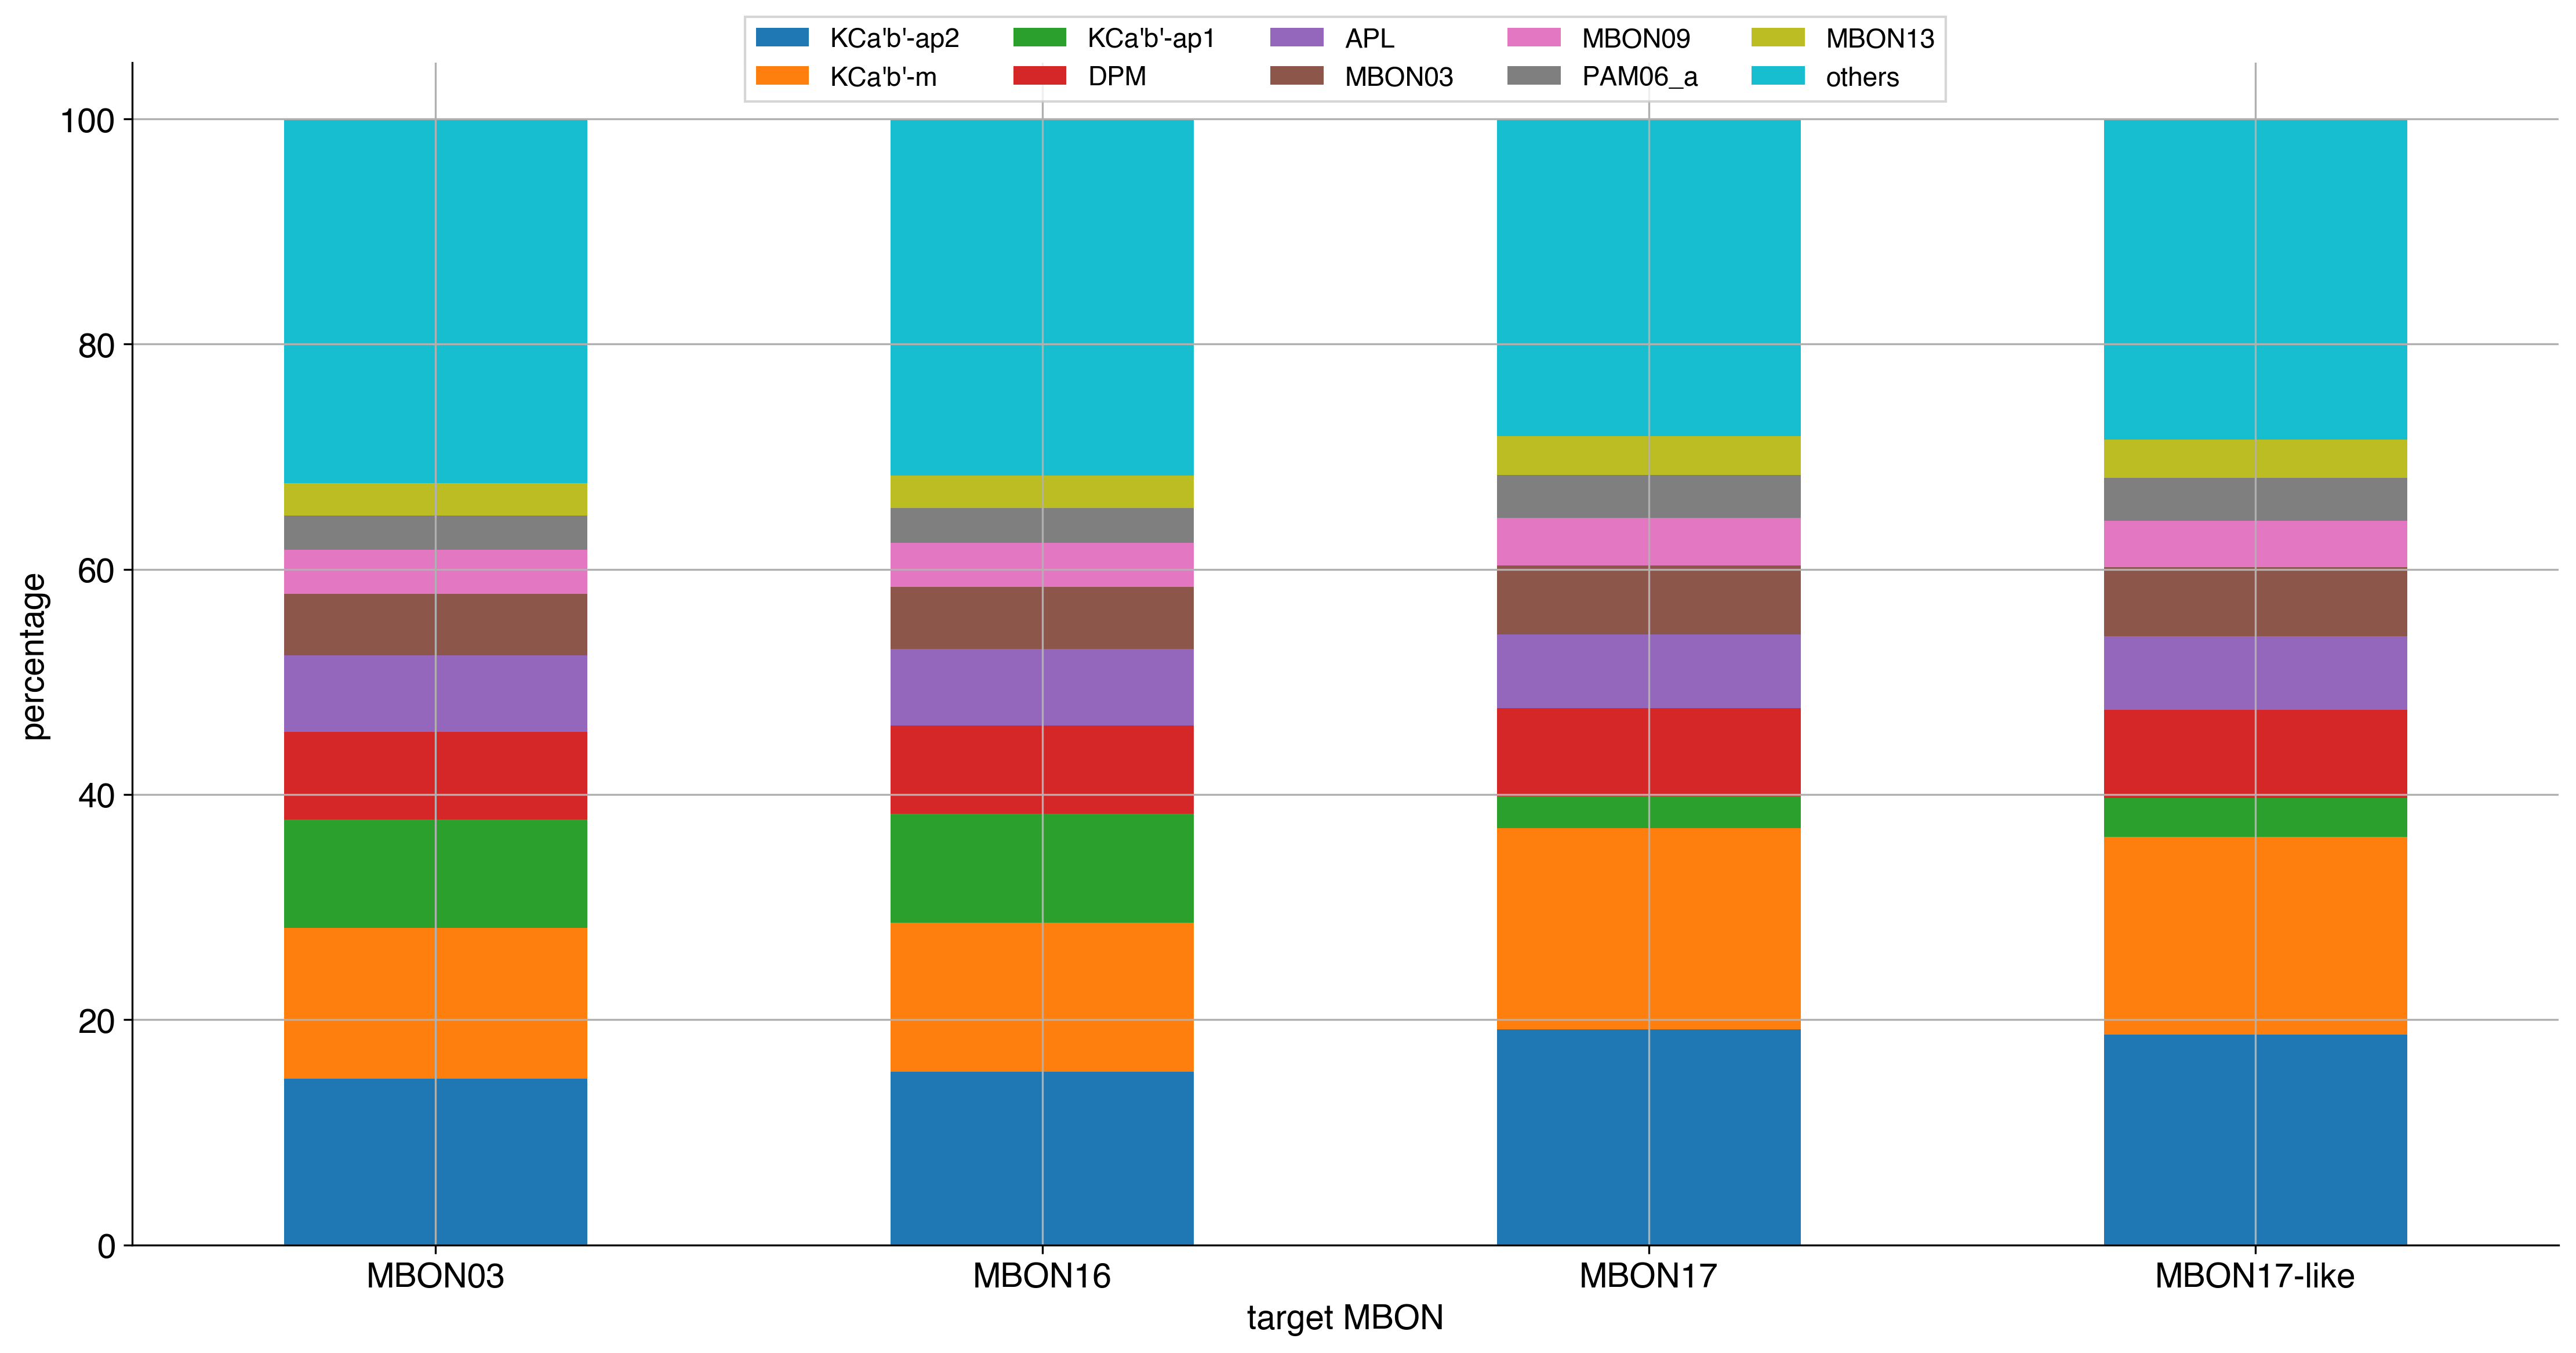 KCa'b'-ap2 KCa'b'-ap1 APL MBON09 MBON13
KCa'b'-m DPM MBON03 PAM06_a others
100
80
60
40
20
0
percentage
MBON03 MBON16 MBON17 MBON17-like
target MBON